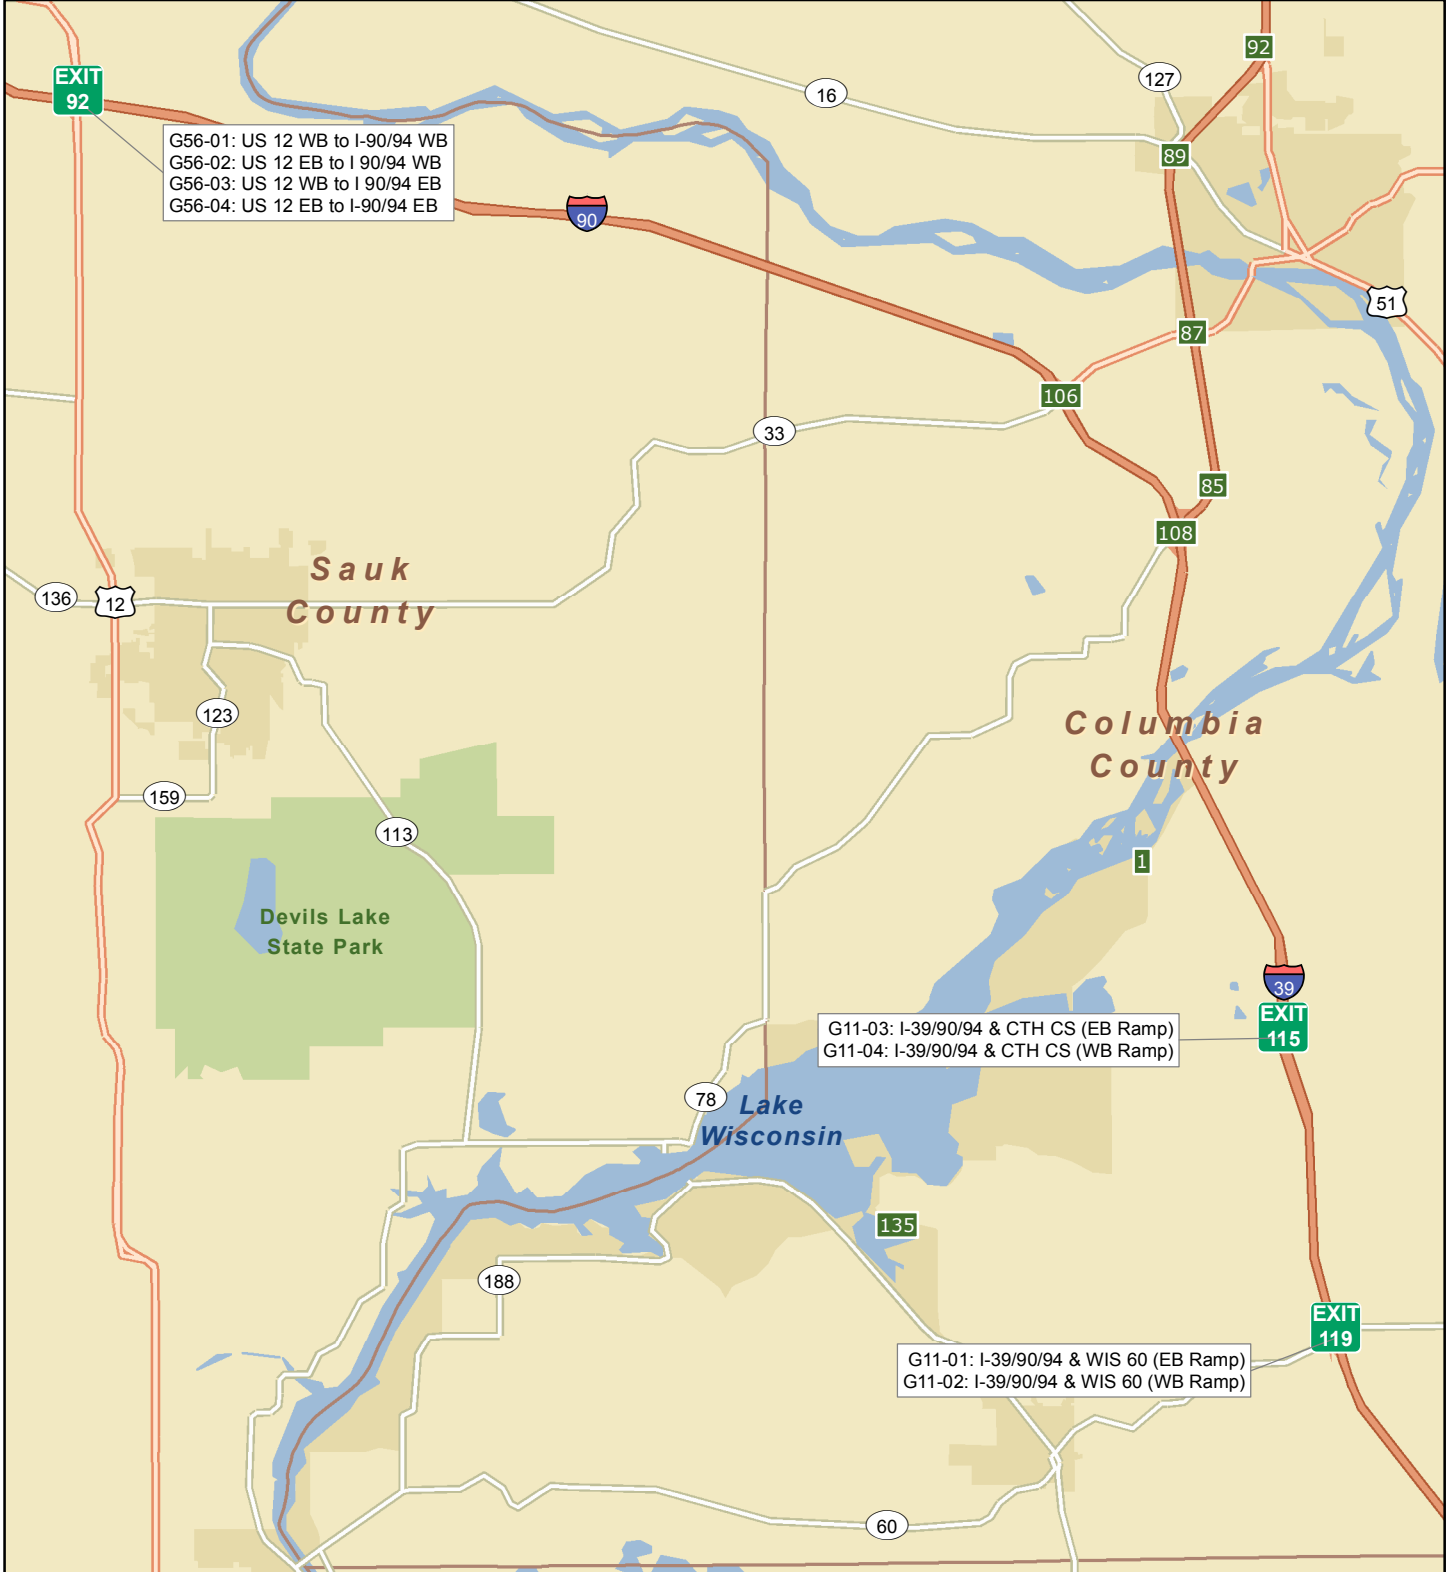 92
EXIT
92
127
16
G56-01: US 12 WB to I-90/94 WB
G56-02: US 12 EB to I 90/94 WB
G56-03: US 12 WB to I 90/94 EB
G56-04: US 12 EB to I-90/94 EB
89
90
51
87
106
33
85
108
Sauk
County
136
12
123
Columbia
County
159
113
1
Devils Lake
State Park
39
EXIT
115
G11-03: I-39/90/94 & CTH CS (EB Ramp)
G11-04: I-39/90/94 & CTH CS (WB Ramp)
78
Lake
Wisconsin
135
188
EXIT
119
G11-01: I-39/90/94 & WIS 60 (EB Ramp)
G11-02: I-39/90/94 & WIS 60 (WB Ramp)
60